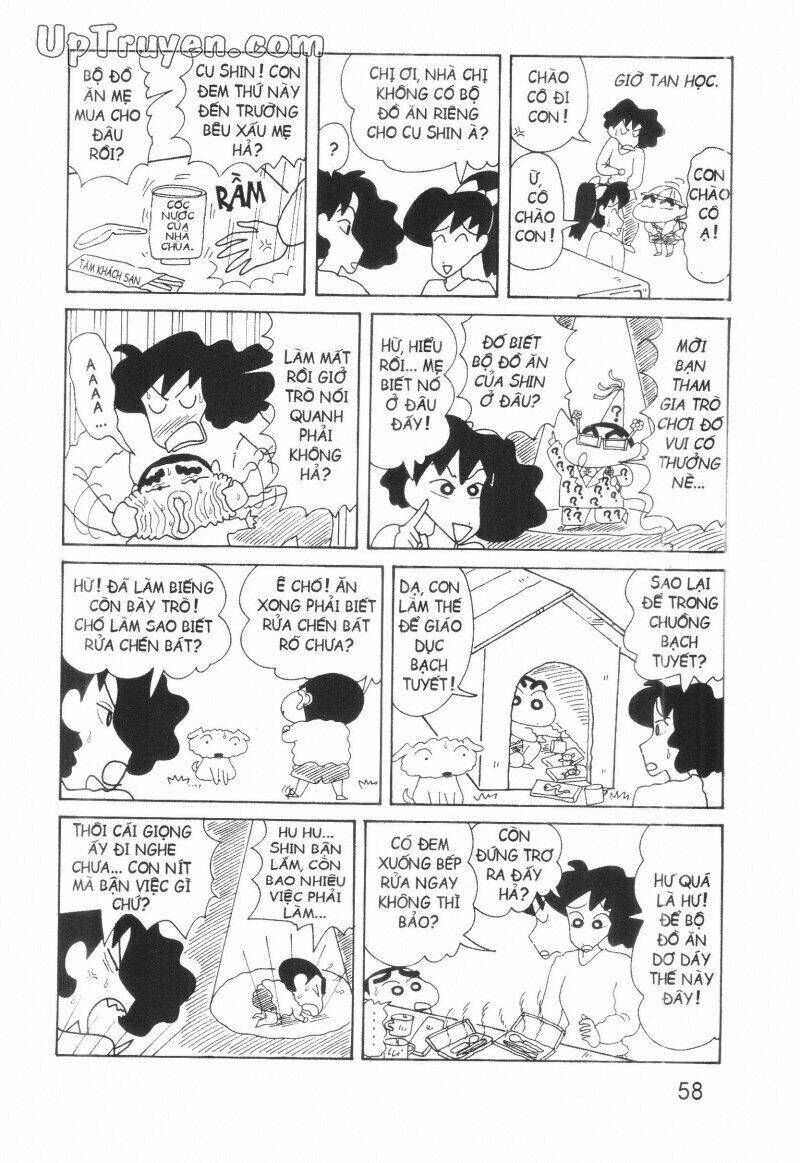 UpTruyen.com
GIỜ TAN HỌC.
CHÀO
CÔ ĐI
CON!
CON
CHÀO
CÔ
Ạ!
Ừ,
CÔ
CHÀO
CON!
CHỊ ƠI, NHÀ CHỊ
KHÔNG CÓ BỘ
ĐỒ ĂN RIÊNG
CHO CU SHIN À?
?
CU SHIN! CON
ĐEM THỨ NÀY
ĐẾN TRƯỜNG
BÊU XẤU MẸ
HẢ?
BỘ ĐỒ
ĂN MẸ
MUA CHO
ĐÂU
RỒI?
RẦM
CỐC
NƯỚC
CỦA
NHÀ
CHÙA.
TĂM KHÁCH SẠN
MỜI
BẠN
THAM
GIA TRÒ
CHƠI ĐỐ
VUI CÓ
THƯỞNG
NÈ...
ĐỐ BIẾT
BỘ ĐỒ ĂN
CỦA SHIN
Ở ĐÂU?
HỪ, HIỂU
RỒI... MẸ
BIẾT NÓ
Ở ĐÂU
ĐẤY!
LÀM MẤT
RỒI GIỞ
TRÒ NÓI
QUANH
PHẢI
KHÔNG
HẢ?
A
A
A
A
...
SAO LẠI
ĐỂ TRONG
CHUỒNG
BẠCH
TUYẾT?
DẠ, CON
LÀM THẾ
ĐỂ GIÁO
DỤC
BẠCH
TUYẾT!
Ê CHÓ! ĂN
XONG PHẢI BIẾT
RỬA CHÉN BÁT
RÕ CHƯA?
HỪ! ĐÃ LÀM BIẾNG
CÒN BÀY TRÒ!
CHÓ LÀM SAO BIẾT
RỬA CHÉN BÁT?
HƯ QUÁ
LÀ HƯ!
ĐỂ BỘ
ĐỒ ĂN
DƠ DÁY
THẾ NÀY
ĐÂY!
CÒN
ĐỨNG TRƠ
RA ĐẤY
HẢ?
CÓ ĐEM
XUỐNG BẾP
RỬA NGAY
KHÔNG THÌ
BẢO?
HU HU...
SHIN BẬN
LẮM, CÒN
BAO NHIÊU
VIỆC PHẢI
LÀM...
THÔI CÁI GIỌNG
ẤY ĐI NGHE
CHƯA... CON NÍT
MÀ BẬN VIỆC GÌ
CHỨ?
58